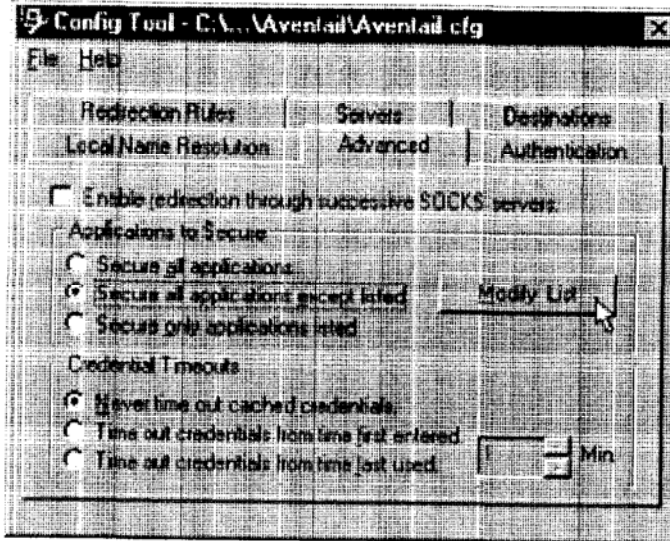 Config Tool - C:\...\Aventail\Aventail.cfg
File Help
Redirection Rules Servers Destinations
Local Name Resolution Advanced Authentication
Enable redirection through successive SOCKS servers.
Applications to Secure
Secure all applications
Secure all applications except listed
Modify List
Secure only applications listed
Credential Timeouts
Never time out cached credentials.
Time out credentials from time first entered.
1 Min
Time out credentials from time last used.